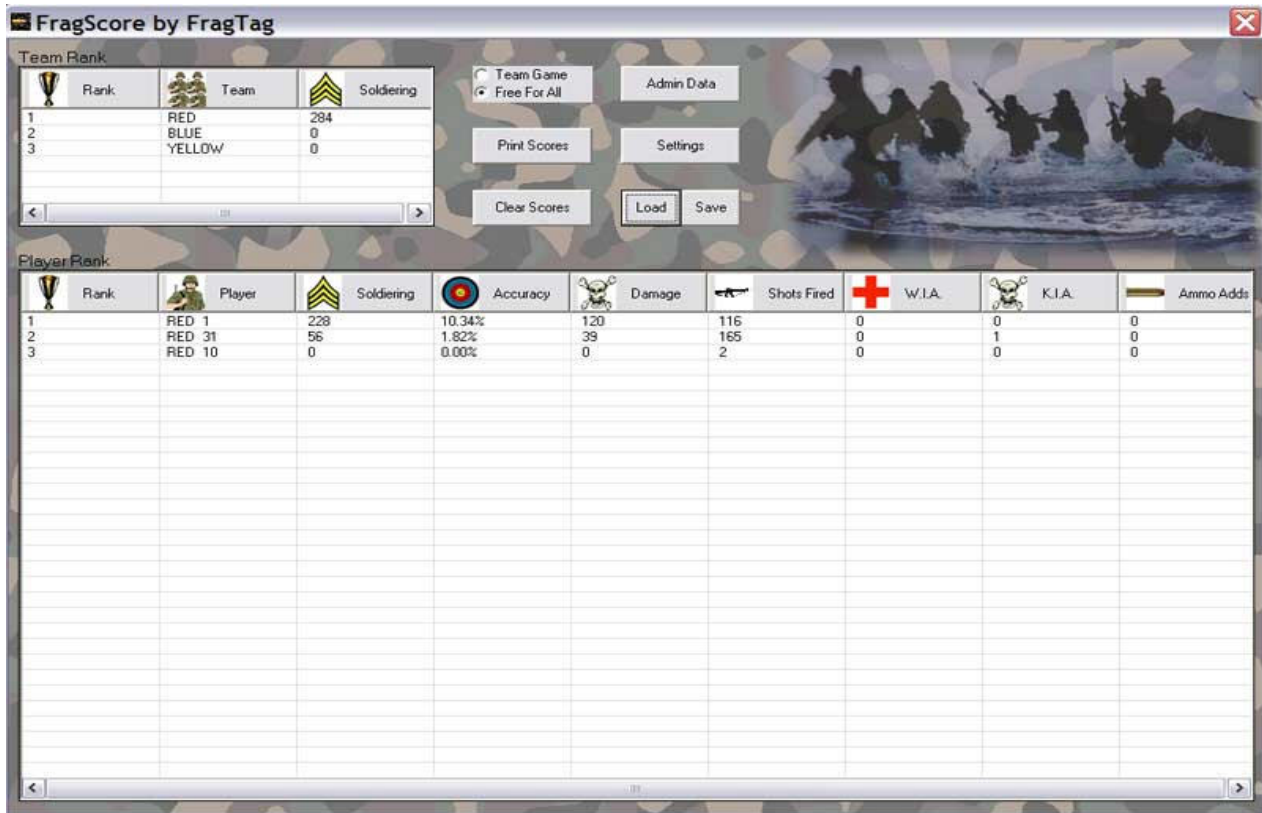 FragScore by FragTag
Team Rank
Rank Team Soldiering
1 RED 284
2 BLUE 0
3 YELLOW 0
Team Game
Free For All
Admin Data
Print Scores
Settings
Clear Scores
Load
Save
Player Rank
Rank Player Soldiering Accuracy Damage Shots Fired W.I.A. K.I.A. Ammo Adds
1 RED 1 228 10.34% 120 116 0 0 0
2 RED 31 56 1.82% 39 165 0 1 0
3 RED 10 0 0.00% 0 2 0 0 0